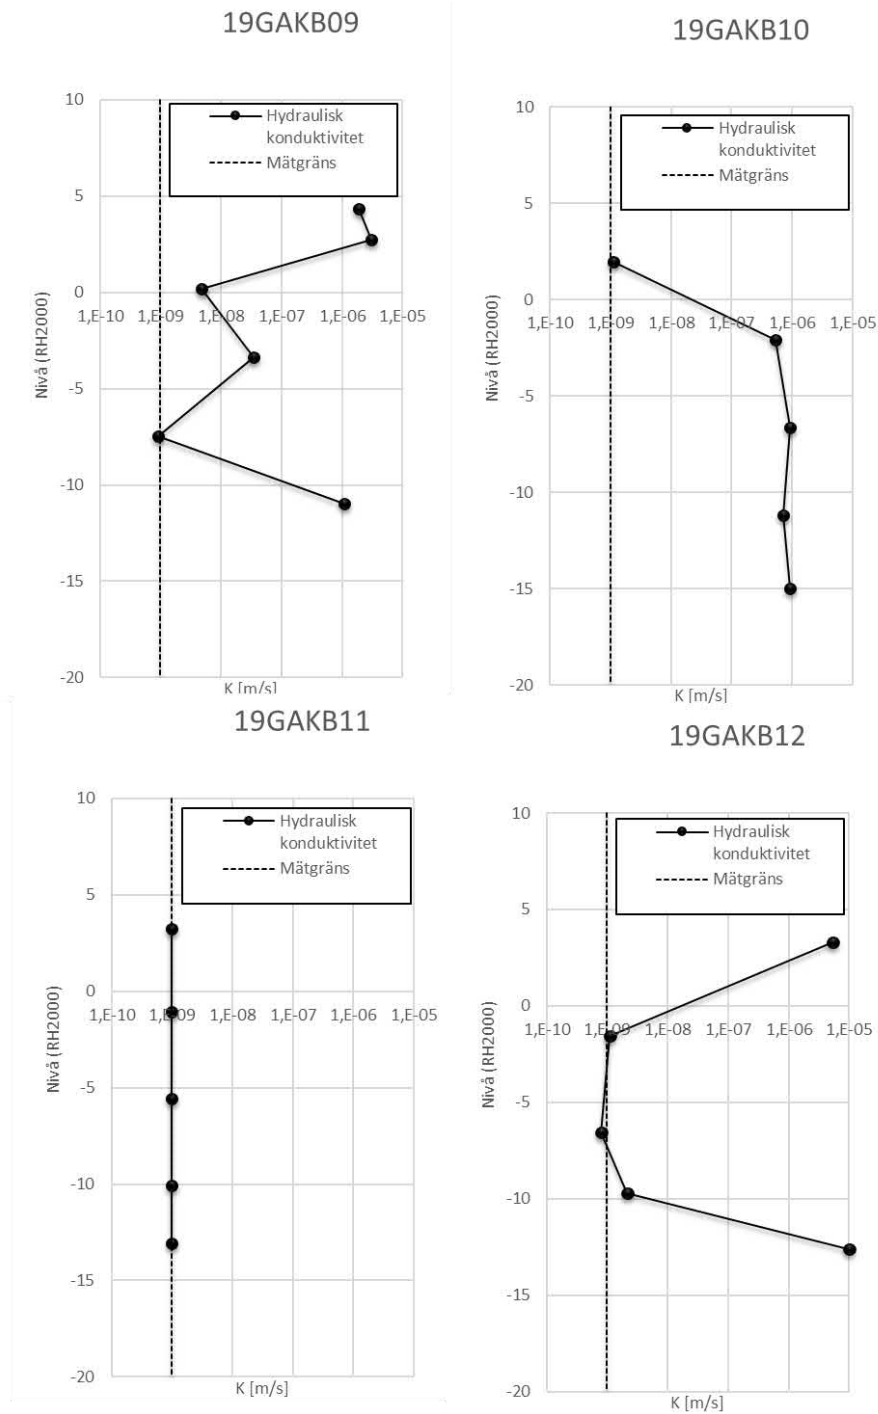 19GAKB09
10
Hydraulisk
konduktivitet
Mätgräns
5
0
1,E-10 1,E-09 1,E-08 1,E-07 1,E-06 1,E-05
Nivå (RH2000)
-5
-10
-15
-20
K [m/s]
19GAKB10
10
Hydraulisk
konduktivitet
Mätgräns
5
0
1,E-10 1,E-09 1,E-08 1,E-07 1,E-06 1,E-05
Nivå (RH2000)
-5
-10
-15
-20
K [m/s]
19GAKB11
10
Hydraulisk
konduktivitet
Mätgräns
5
0
1,E-10 1,E-09 1,E-08 1,E-07 1,E-06 1,E-05
Nivå (RH2000)
-5
-10
-15
-20
K [m/s]
19GAKB12
10
Hydraulisk
konduktivitet
Mätgräns
5
0
1,E-10 1,E-09 1,E-08 1,E-07 1,E-06 1,E-05
Nivå (RH2000)
-5
-10
-15
-20
K [m/s]